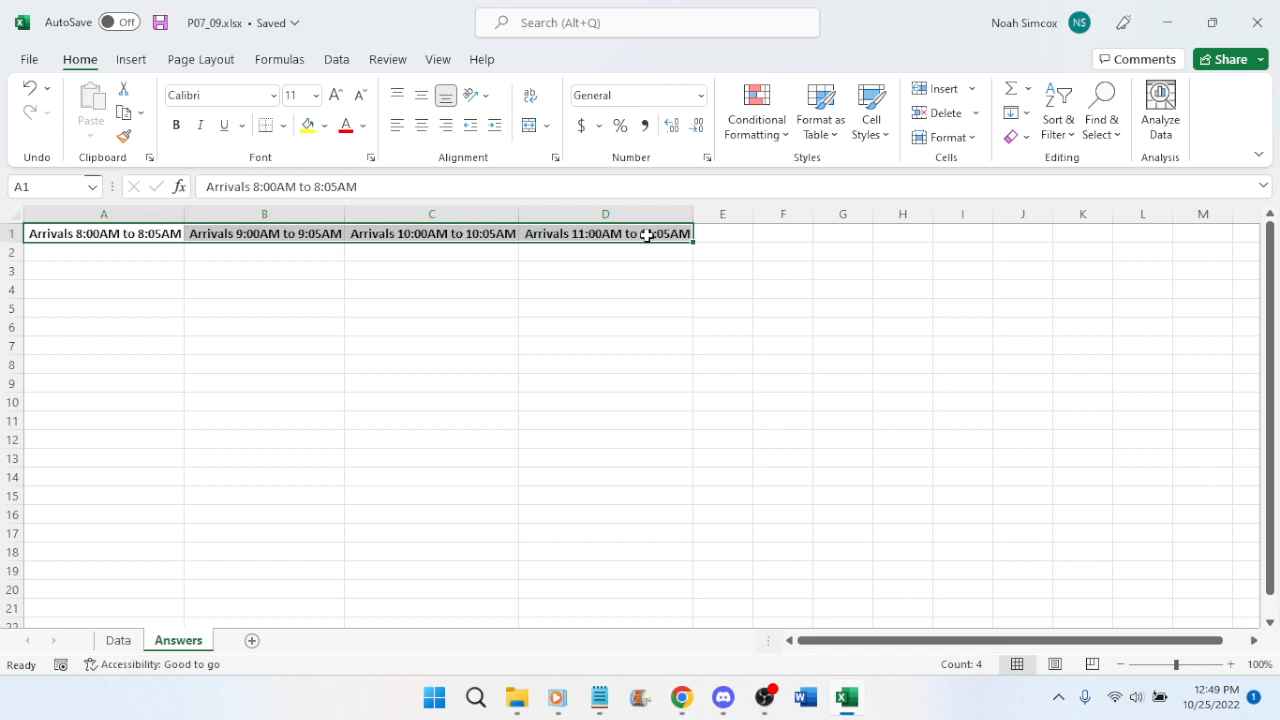 AutoSave Off P07_09.xlsx • Saved Search (Alt+Q) Noah Simcox NS
File Home Insert Page Layout Formulas Data Review View Help Comments Share
Paste Calibri 11 A A ab General Conditional Formatting Format as Table Cell Styles Insert Delete Format Sort & Filter Find & Select Analyze Data
B I U A $ % ,
Undo Clipboard Font Alignment Number Styles Cells Editing Analysis
A1 fx Arrivals 8:00AM to 8:05AM
A B C D E F G H I J K L M
1 Arrivals 8:00AM to 8:05AM Arrivals 9:00AM to 9:05AM Arrivals 10:00AM to 10:05AM Arrivals 11:00AM to :05AM
2
3
4
5
6
7
8
9
10
11
12
13
14
15
16
17
18
19
20
21
Data Answers
Ready Accessibility: Good to go Count: 4 100%
12:49 PM
10/25/2022 1